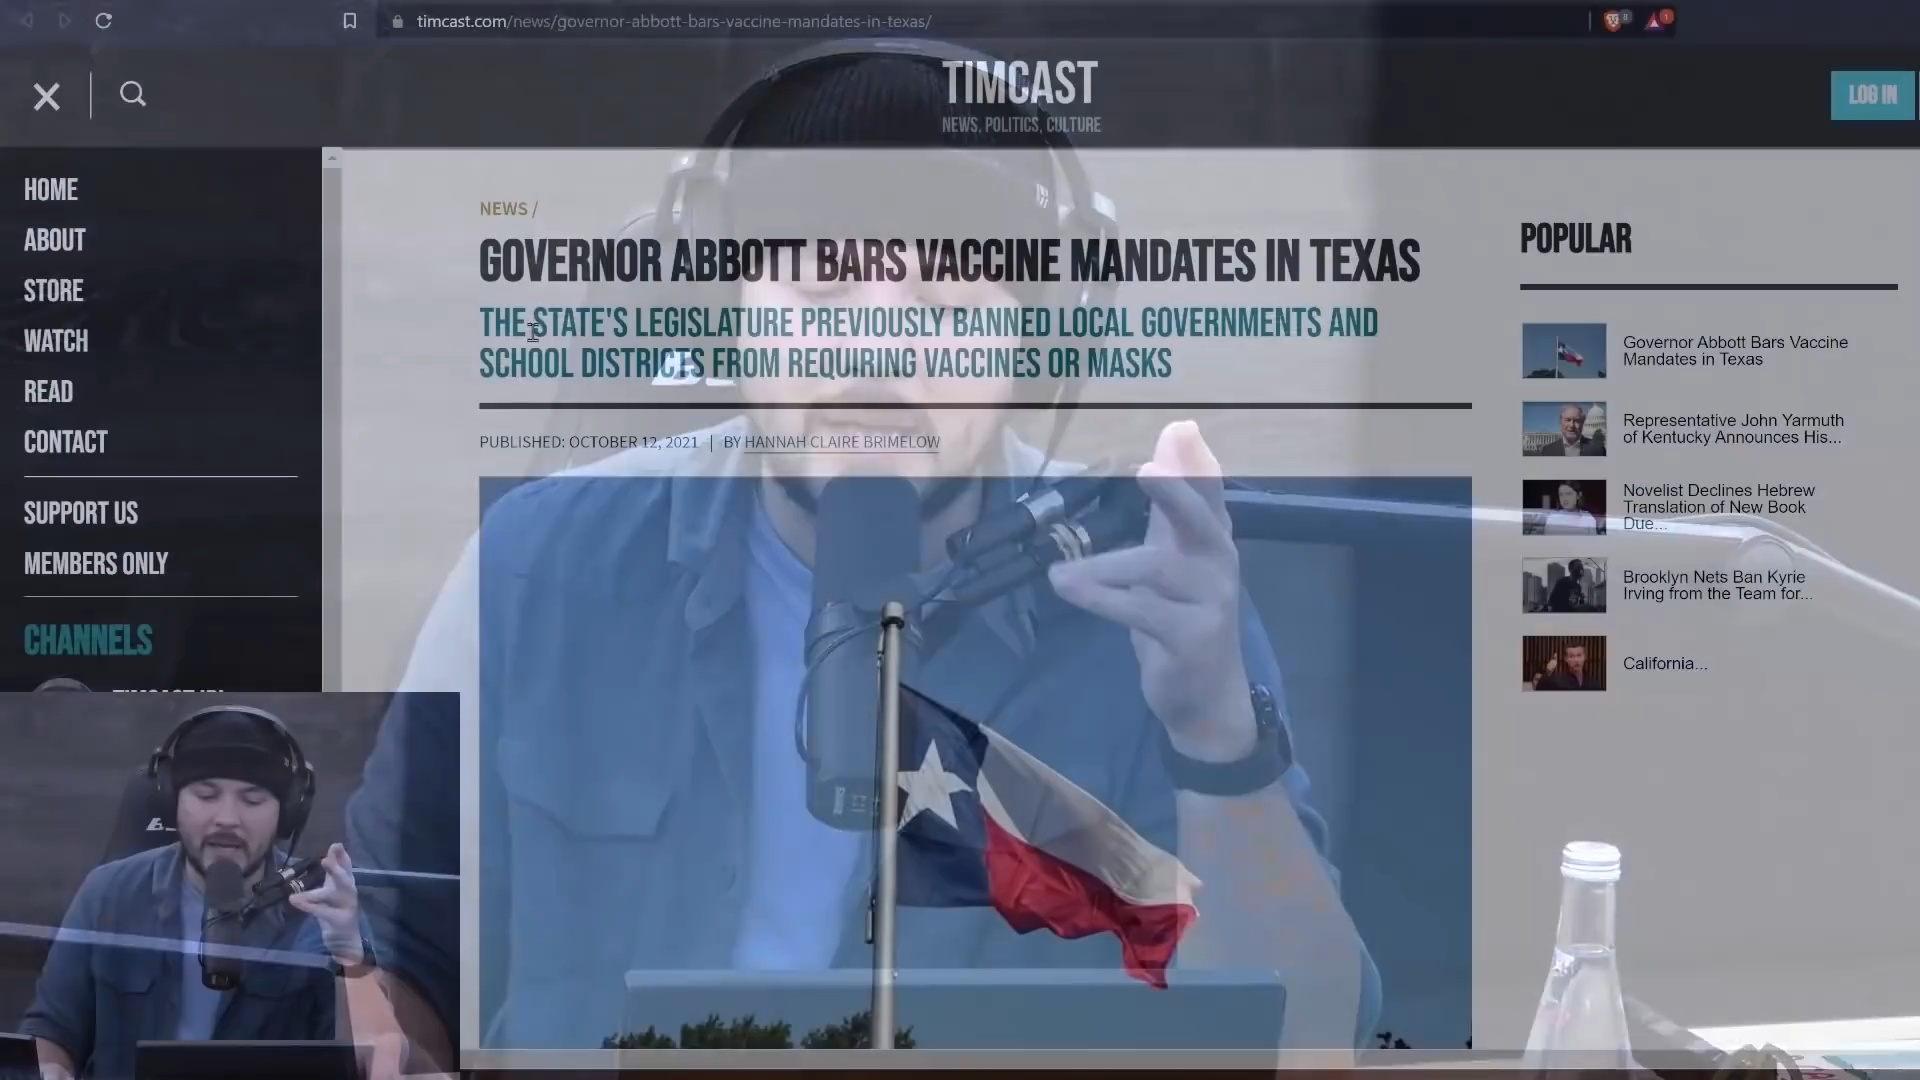 timcast.com/news/governor-abbott-bars-vaccine-mandates-in-texas/
8
1
TIMCAST
NEWS, POLITICS, CULTURE
LOG IN
HOME
ABOUT
STORE
WATCH
READ
CONTACT
SUPPORT US
MEMBERS ONLY
CHANNELS
NEWS /
GOVERNOR ABBOTT BARS VACCINE MANDATES IN TEXAS
THE STATE'S LEGISLATURE PREVIOUSLY BANNED LOCAL GOVERNMENTS AND
SCHOOL DISTRICTS FROM REQUIRING VACCINES OR MASKS
PUBLISHED: OCTOBER 12, 2021 | BY HANNAH CLAIRE BRIMELOW
POPULAR
Governor Abbott Bars Vaccine
Mandates in Texas
Representative John Yarmuth
of Kentucky Announces His...
Novelist Declines Hebrew
Translation of New Book
Due...
Brooklyn Nets Ban Kyrie
Irving from the Team for...
California...